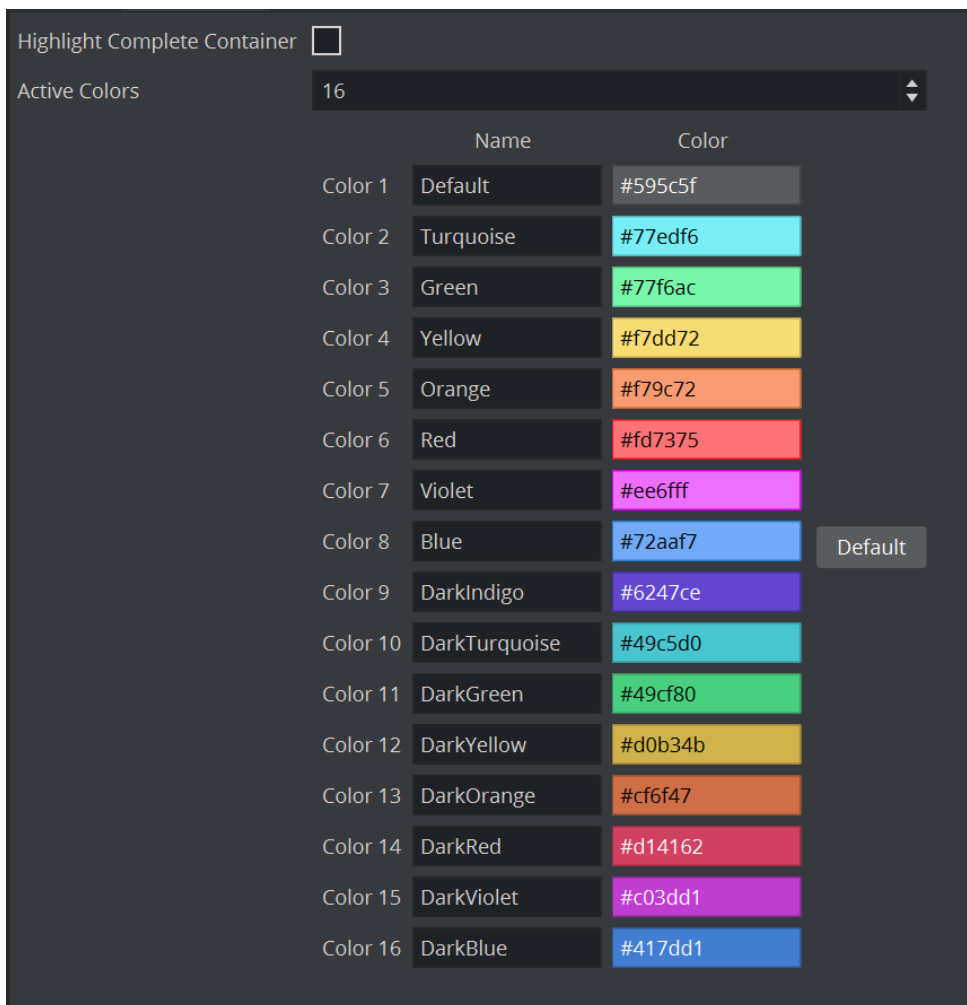 Highlight Complete Container
Active Colors 16
Name Color
Color 1 Default #595c5f
Color 2 Turquoise #77edf6
Color 3 Green #77f6ac
Color 4 Yellow #f7dd72
Color 5 Orange #f79c72
Color 6 Red #fd7375
Color 7 Violet #ee6fff
Color 8 Blue #72aaf7 Default
Color 9 DarkIndigo #6247ce
Color 10 DarkTurquoise #49c5d0
Color 11 DarkGreen #49cf80
Color 12 DarkYellow #d0b34b
Color 13 DarkOrange #cf6f47
Color 14 DarkRed #d14162
Color 15 DarkViolet #c03dd1
Color 16 DarkBlue #417dd1